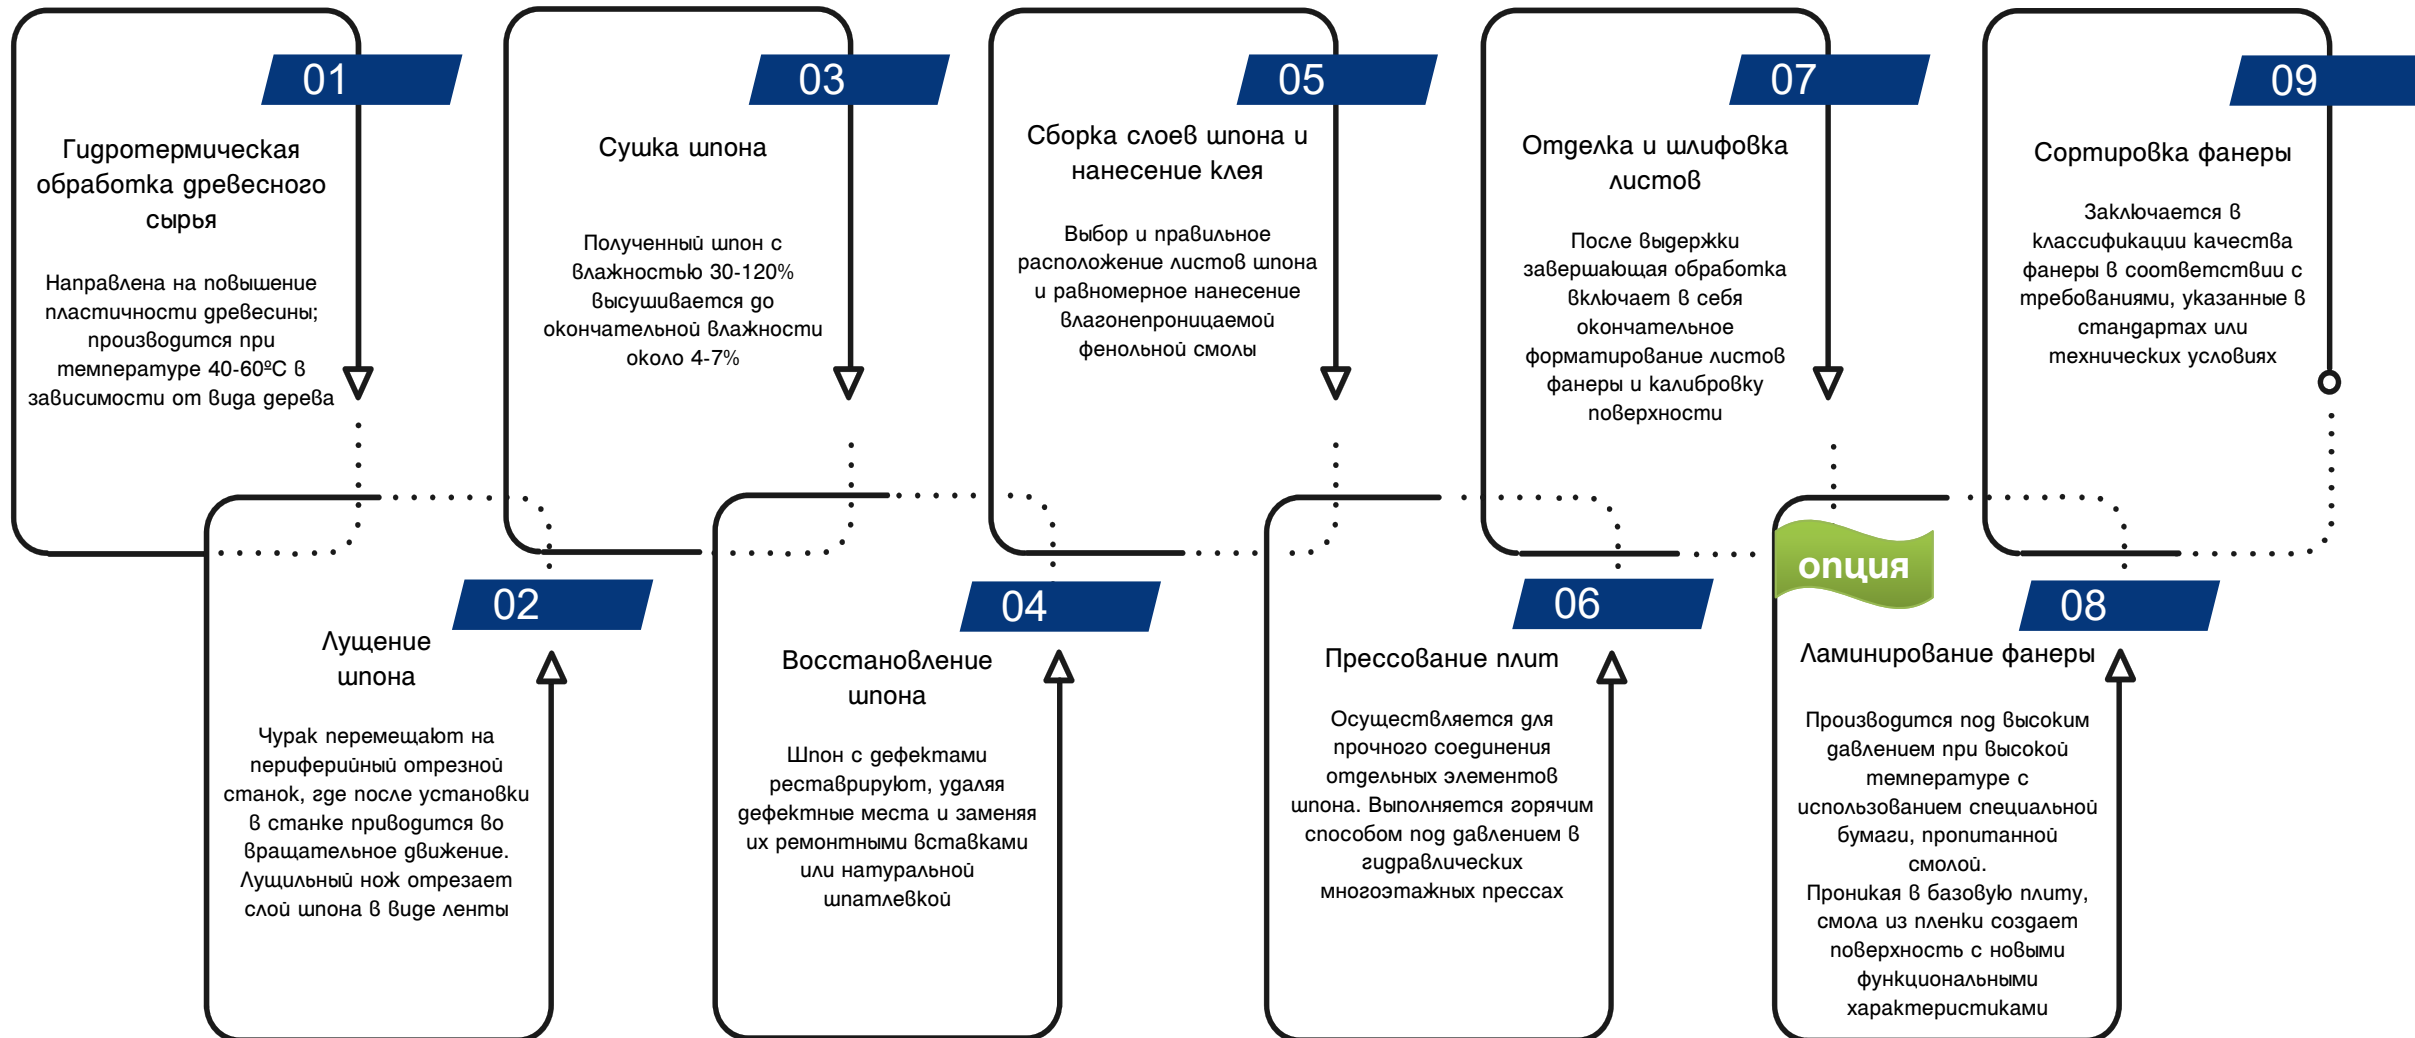 01
Гидротермическая
обработка древесного
сырья
Направлена на повышение
пластичности древесины;
производится при
температуре 40-60ºС в
зависимости от вида дерева
02
Лущение
шпона
Чурак перемещают на
периферийный отрезной
станок, где после установки
в станке приводится во
вращательное движение.
Лущильный нож отрезает
слой шпона в виде ленты
03
Сушка шпона
Полученный шпон с
влажностью 30-120%
высушивается до
окончательной влажности
около 4-7%
04
Восстановление
шпона
Шпон с дефектами
реставрируют, удаляя
дефектные места и заменяя
их ремонтными вставками
или натуральной
шпатлевкой
05
Сборка слоев шпона и
нанесение клея
Выбор и правильное
расположение листов шпона
и равномерное нанесение
влагонепроницаемой
фенольной смолы
06
Прессование плит
Осуществляется для
прочного соединения
отдельных элементов
шпона. Выполняется горячим
способом под давлением в
гидравлических
многоэтажных прессах
07
Отделка и шлифовка
листов
После выдержки
завершающая обработка
включает в себя
окончательное
форматирование листов
фанеры и калибровку
поверхности
опция
08
Ламинирование фанеры
Производится под высоким
давлением при высокой
температуре с
использованием специальной
бумаги, пропитанной
смолой.
Проникая в базовую плиту,
смола из пленки создает
поверхность с новыми
функциональными
характеристиками
09
Сортировка фанеры
Заключается в
классификации качества
фанеры в соответствии с
требованиями, указанные в
стандартах или
технических условиях